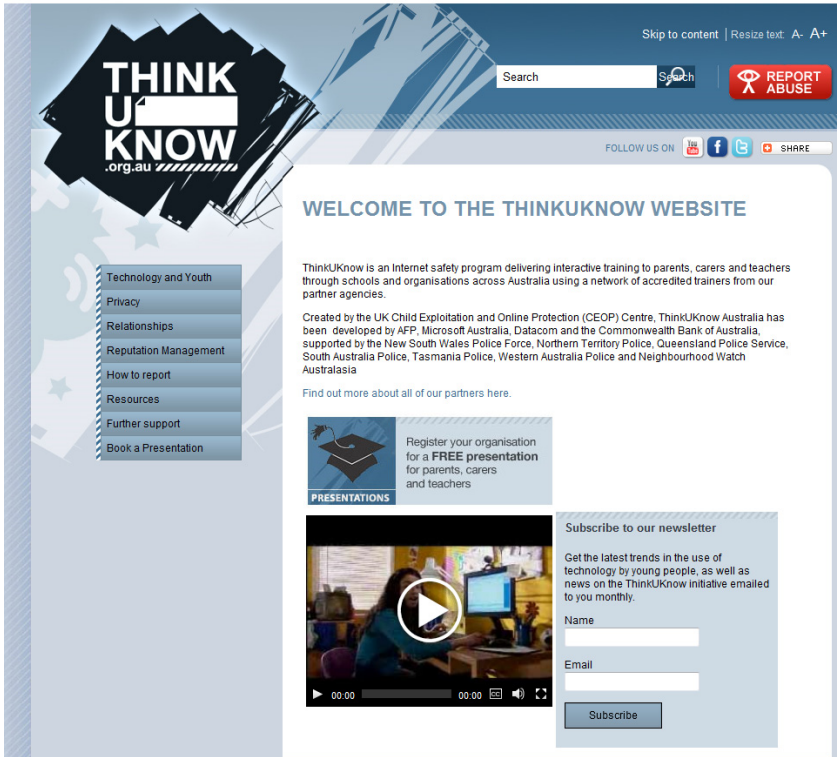 Skip to content | Resize text: A- A+
THINK
U
KNOW
.org.au
Search
Search
REPORT
ABUSE
FOLLOW US ON
You
Tube
f
t
SHARE
WELCOME TO THE THINKUKNOW WEBSITE
Technology and Youth
Privacy
Relationships
Reputation Management
How to report
Resources
Further support
Book a Presentation
ThinkUKnow is an Internet safety program delivering interactive training to parents, carers and teachers
through schools and organisations across Australia using a network of accredited trainers from our
partner agencies.
Created by the UK Child Exploitation and Online Protection (CEOP) Centre, ThinkUKnow Australia has
been developed by AFP, Microsoft Australia, Datacom and the Commonwealth Bank of Australia,
supported by the New South Wales Police Force, Northern Territory Police, Queensland Police Service,
South Australia Police, Tasmania Police, Western Australia Police and Neighbourhood Watch
Australasia
Find out more about all of our partners here.
PRESENTATIONS
Register your organisation
for a FREE presentation
for parents, carers
and teachers
00:00
00:00
CC
Subscribe to our newsletter
Get the latest trends in the use of
technology by young people, as well as
news on the ThinkUKnow initiative emailed
to you monthly.
Name
Email
Subscribe